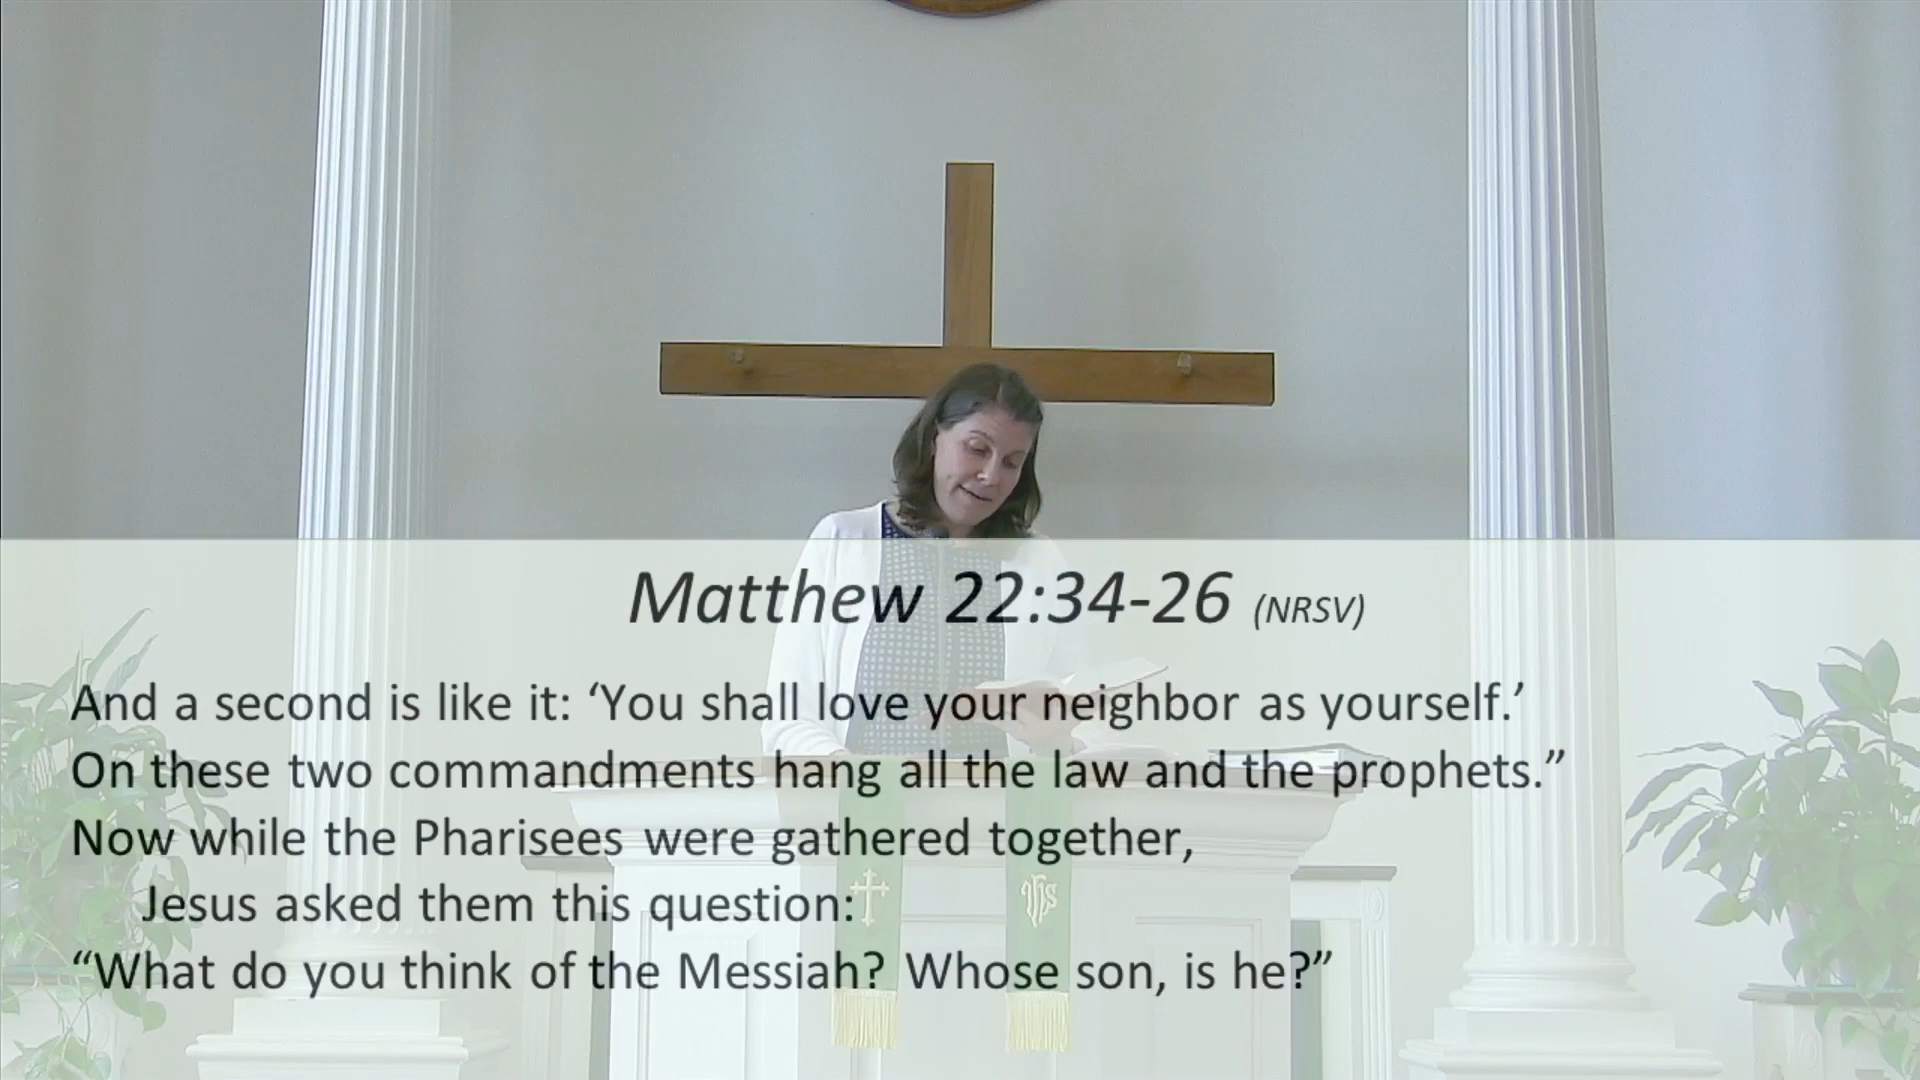 Matthew 22:34-26 (NRSV)
And a second is like it: ‘You shall love your neighbor as yourself.’
On these two commandments hang all the law and the prophets.”
Now while the Pharisees were gathered together,
Jesus asked them this question:
“What do you think of the Messiah? Whose son, is he?”
IHS